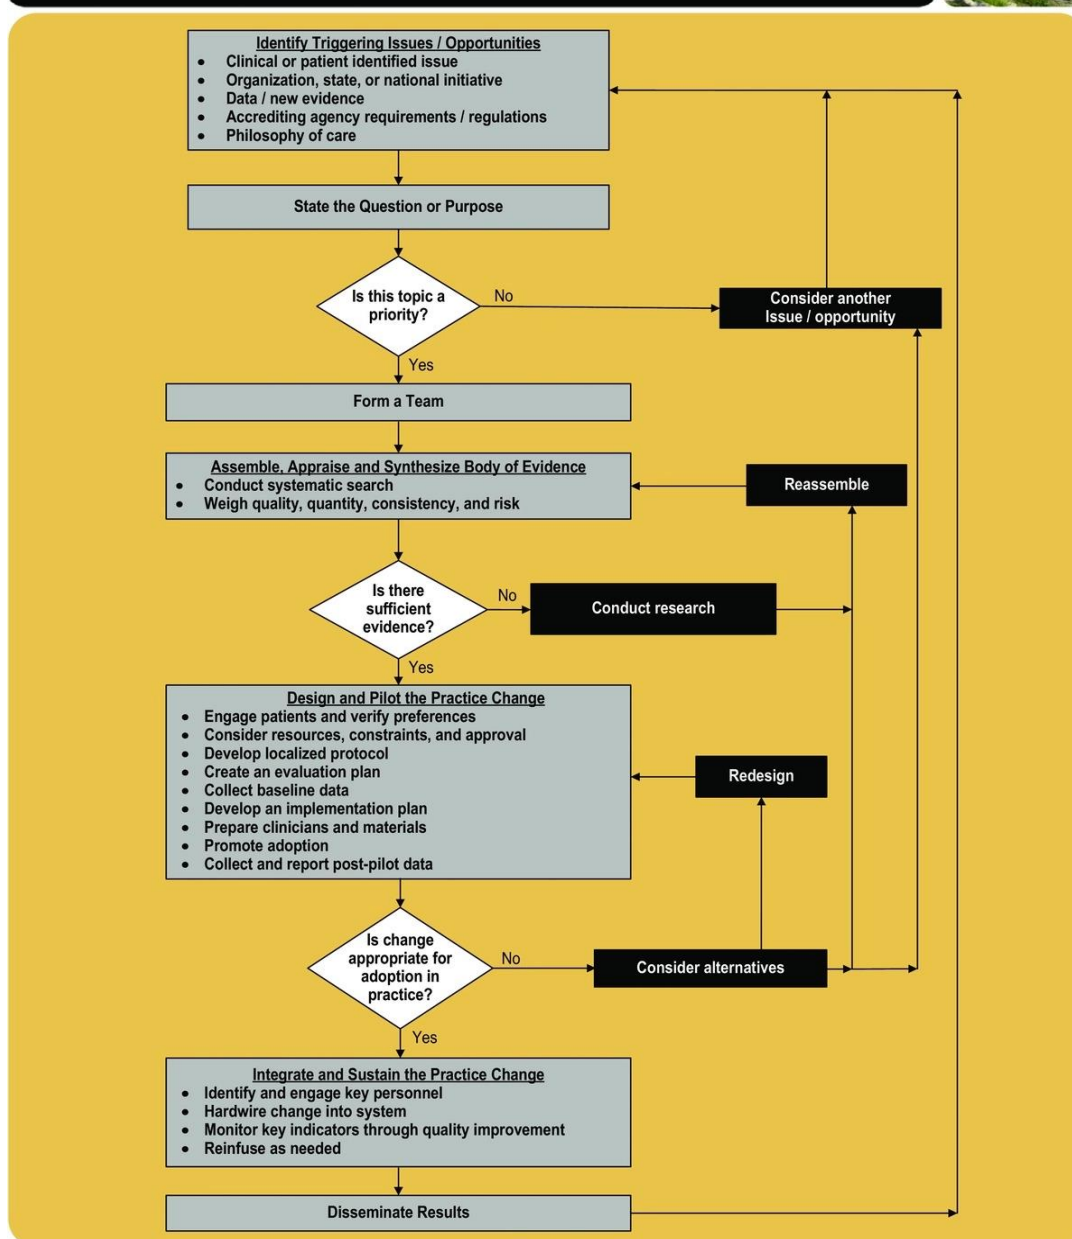 Identify Triggering Issues / Opportunities
• Clinical or patient identified issue
• Organization, state, or national initiative
• Data / new evidence
• Accrediting agency requirements / regulations
• Philosophy of care
State the Question or Purpose
Is this topic a
priority?
No
Consider another
Issue / opportunity
Yes
Form a Team
Assemble, Appraise and Synthesize Body of Evidence
• Conduct systematic search
• Weigh quality, quantity, consistency, and risk
Reassemble
Is there
sufficient
evidence?
No
Conduct research
Yes
Design and Pilot the Practice Change
• Engage patients and verify preferences
• Consider resources, constraints, and approval
• Develop localized protocol
• Create an evaluation plan
• Collect baseline data
• Develop an implementation plan
• Prepare clinicians and materials
• Promote adoption
• Collect and report post-pilot data
Redesign
Is change
appropriate for
adoption in
practice?
No
Consider alternatives
Yes
Integrate and Sustain the Practice Change
• Identify and engage key personnel
• Hardwire change into system
• Monitor key indicators through quality improvement
• Reinfuse as needed
Disseminate Results